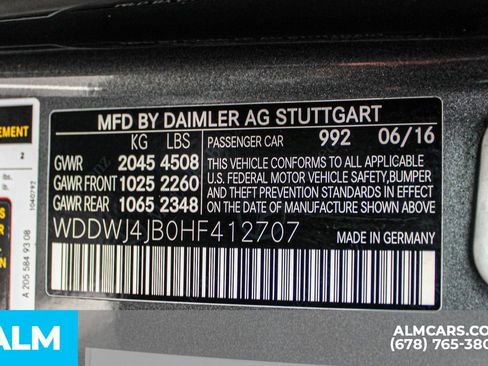 MFD BY DAIMLER AG STUTTGART
KG LBS PASSENGER CAR 992 06/16
GVWR 2045 4508
GAWR FRONT 1025 2260
GAWR REAR 1065 2348
THIS VEHICLE CONFORMS TO ALL APPLICABLE
U.S. FEDERAL MOTOR VEHICLE SAFETY,BUMPER
AND THEFT PREVENTION STANDARDS IN EFFECT
ON THE DATE OF MANUFACTURE SHOWN ABOVE.
WDDWJ4JB0HF412707 MADE IN GERMANY
EMENT
2
1040792
A 205 584 93 08
ALM
ALMCARS.CO
(678) 765-380